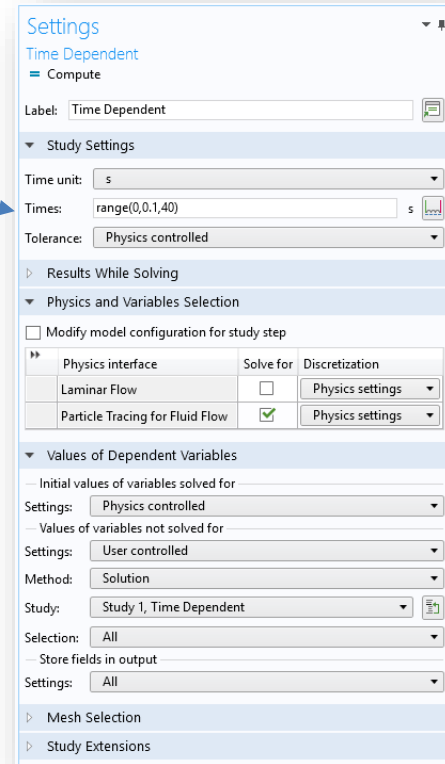 Settings
Time Dependent
= Compute
Label: Time Dependent
Study Settings
Time unit: s
Times: range(0,0.1,40) s
Tolerance: Physics controlled
Results While Solving
Physics and Variables Selection
Modify model configuration for study step
Physics interface Solve for Discretization
Laminar Flow Physics settings
Particle Tracing for Fluid Flow Physics settings
Values of Dependent Variables
Initial values of variables solved for
Settings: Physics controlled
Values of variables not solved for
Settings: User controlled
Method: Solution
Study: Study 1, Time Dependent
Selection: All
Store fields in output
Settings: All
Mesh Selection
Study Extensions